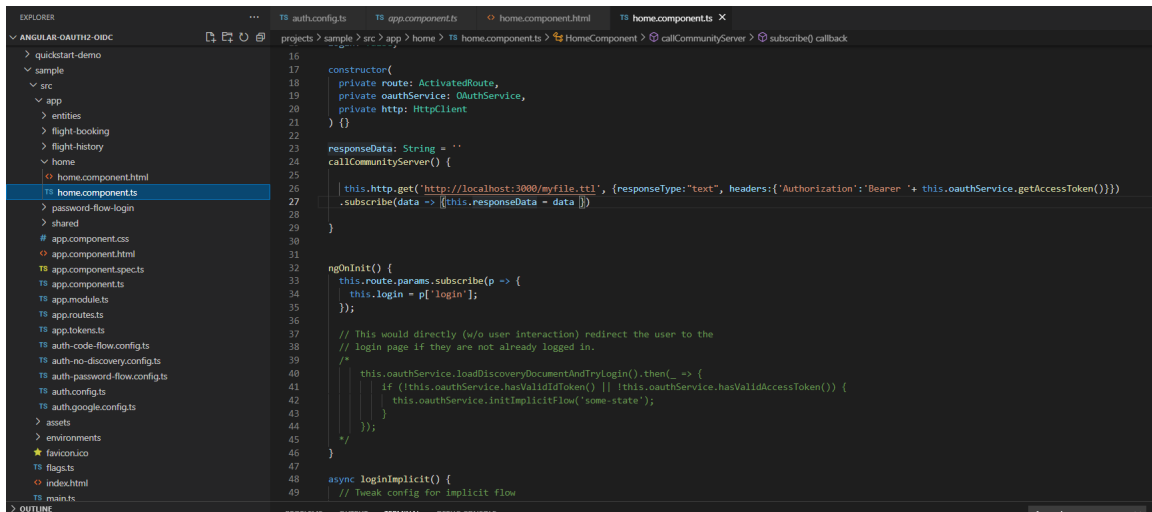 EXPLORER
ANGULAR-OAUTH2-OIDC
quickstart-demo
sample
src
app
entities
flight-booking
flight-history
home
home.component.html
TS home.component.ts
password-flow-login
shared
# app.component.css
app.component.html
TS app.component.spec.ts
TS app.component.ts
TS app.module.ts
TS app.routes.ts
TS app.tokens.ts
TS auth-code-flow.config.ts
TS auth-no-discovery.config.ts
TS auth-password-flow.config.ts
TS auth.config.ts
TS auth.google.config.ts
assets
environments
favicon.ico
TS flags.ts
index.html
TS main.ts
OUTLINE
TS auth.config.ts TS app.component.ts home.component.html TS home.component.ts
projects > sample > src > app > home > TS home.component.ts > HomeComponent > callCommunityServer > subscribe() callback
16
17 constructor(
18 private route: ActivatedRoute,
19 private oauthService: OAuthService,
20 private http: HttpClient
21 ) {}
22
23 responseData: String = ''
24 callCommunityServer() {
25
26 this.http.get('http://localhost:3000/myfile.ttl', {responseType:"text", headers:{'Authorization':'Bearer '+ this.oauthService.getAccessToken()}})
27 .subscribe(data => {this.responseData = data })
28
29 }
30
31
32 ngOnInit() {
33 this.route.params.subscribe(p => {
34 this.login = p['login'];
35 });
36
37 // This would directly (w/o user interaction) redirect the user to the
38 // login page if they are not already logged in.
39 /*
40 this.oauthService.loadDiscoveryDocumentAndTryLogin().then(_ => {
41 if (!this.oauthService.hasValidIdToken() || !this.oauthService.hasValidAccessToken()) {
42 this.oauthService.initImplicitFlow('some-state');
43 }
44 });
45 */
46 }
47
48 async loginImplicit() {
49 // Tweak config for implicit flow